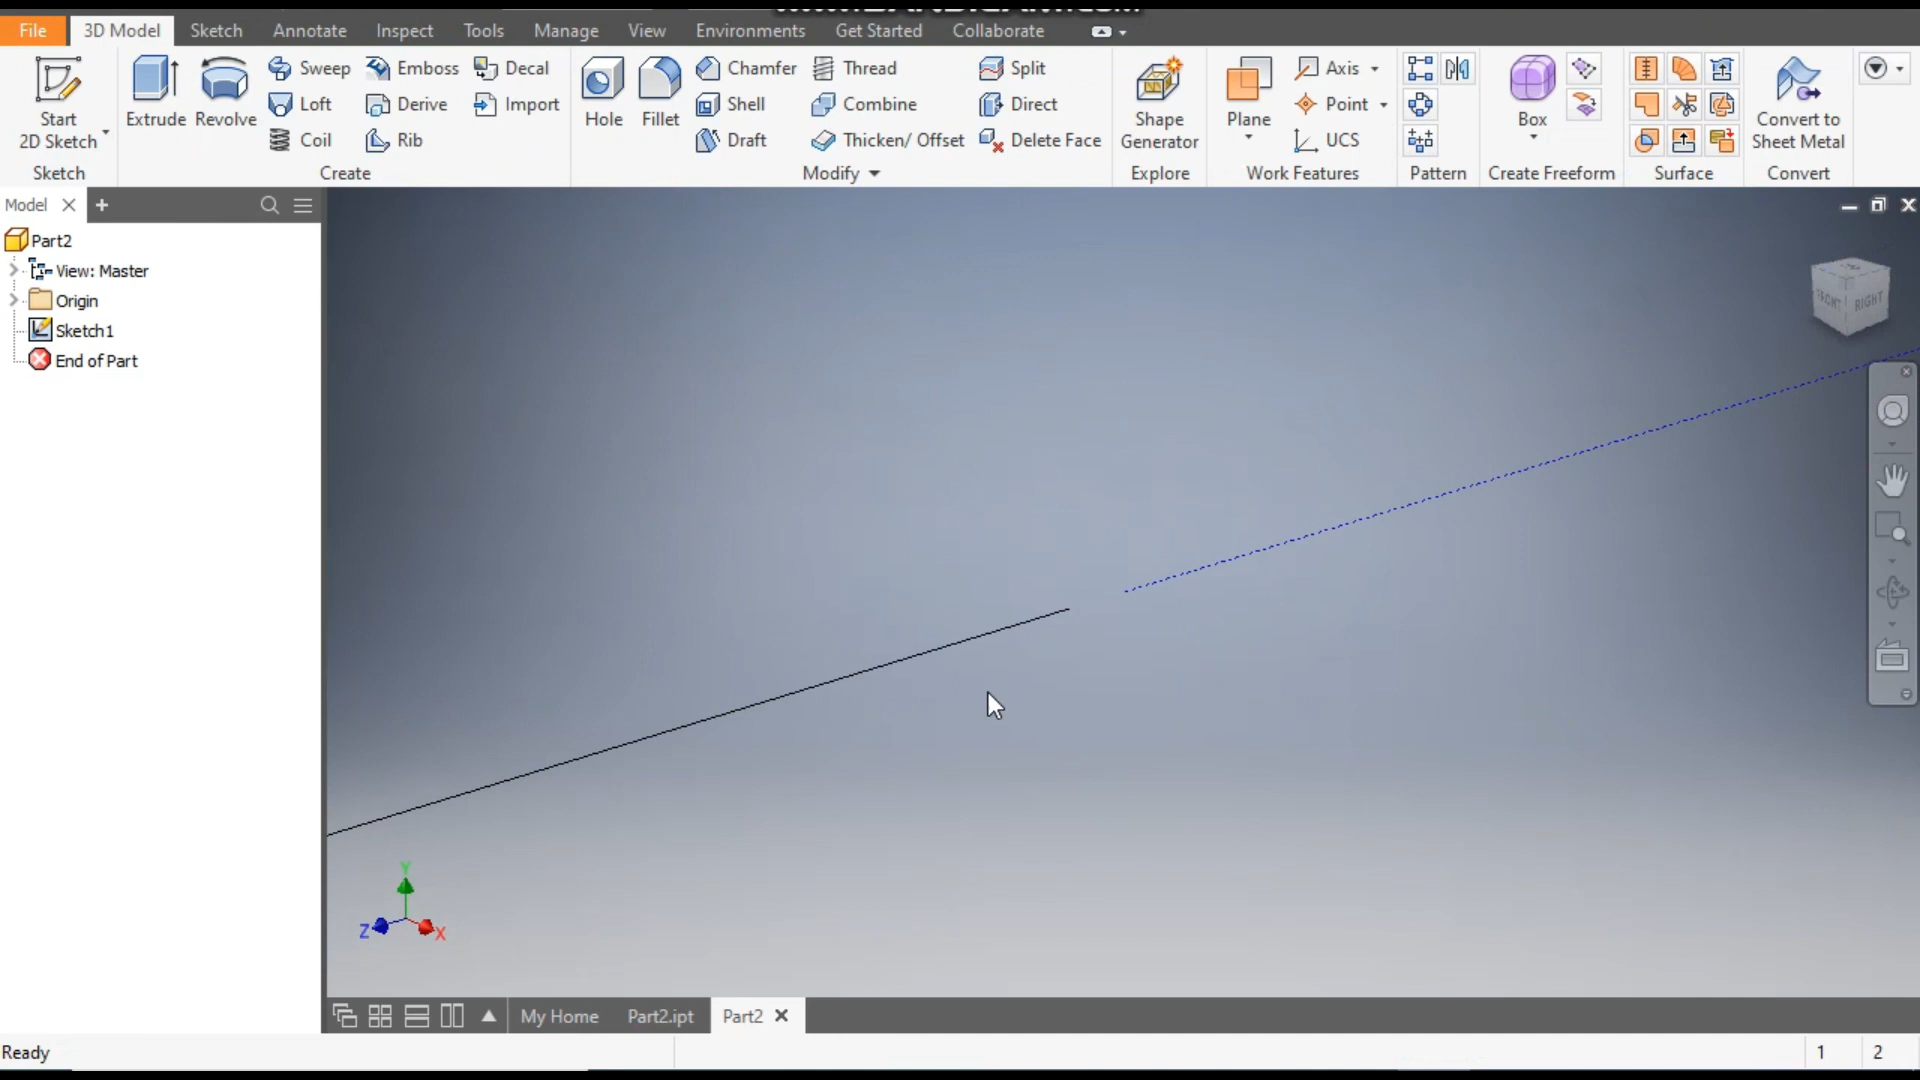 File 3D Model Sketch Annotate Inspect Tools Manage View Environments Get Started Collaborate
Start 2D Sketch
Extrude Revolve
Sweep Emboss Decal
Loft Derive Import
Coil Rib
Hole Fillet
Chamfer Thread Split
Shell Combine Direct
Draft Thicken/ Offset Delete Face
Shape Generator
Plane
Axis
Point
UCS
Box
Convert to Sheet Metal
Sketch Create Modify Explore Work Features Pattern Create Freeform Surface Convert
Model
Part2
View: Master
Origin
Sketch1
End of Part
FRONT RIGHT
Y
Z X
My Home Part2.ipt Part2
Ready 1 2